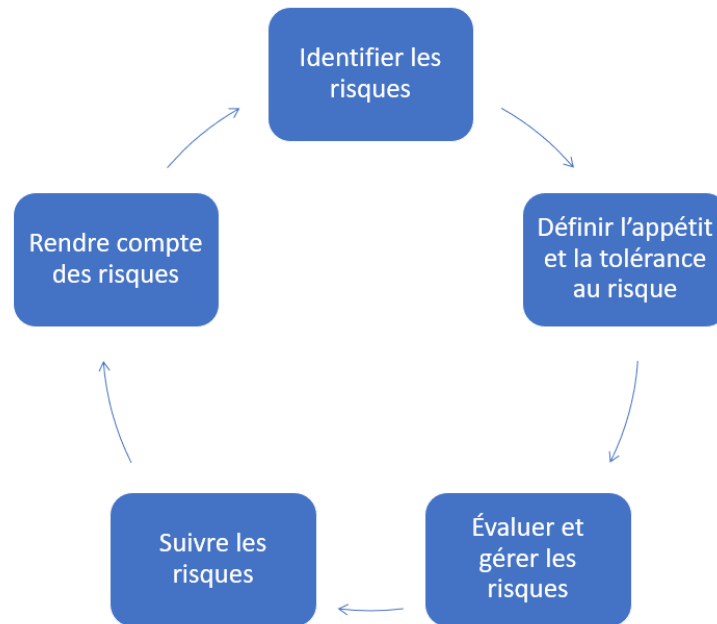 Identifier les
risques
Définir l’appétit
et la tolérance
au risque
Évaluer et
gérer les
risques
Suivre les
risques
Rendre compte
des risques